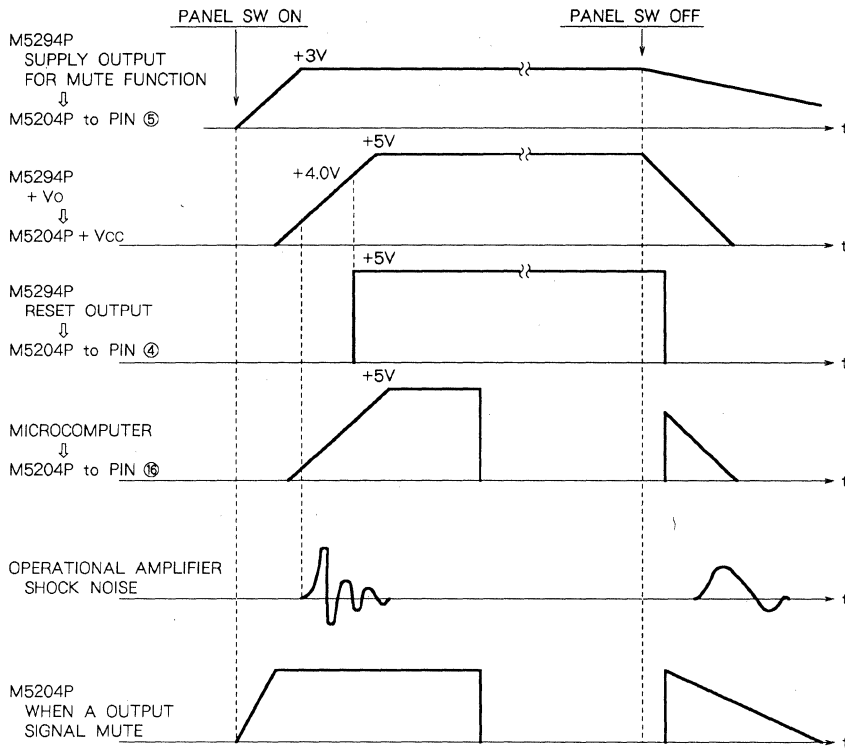 PANEL SW ON
PANEL SW OFF
M5294P
SUPPLY OUTPUT
FOR MUTE FUNCTION
⇩
M5204P to PIN ⑤
+3V
t
M5294P
+ VO
⇩
M5204P + VCC
+4.0V
+5V
t
M5294P
RESET OUTPUT
⇩
M5204P to PIN ④
+5V
t
MICROCOMPUTER
⇩
M5204P to PIN ⑯
+5V
t
OPERATIONAL AMPLIFIER
SHOCK NOISE
t
M5204P
WHEN A OUTPUT
SIGNAL MUTE
t